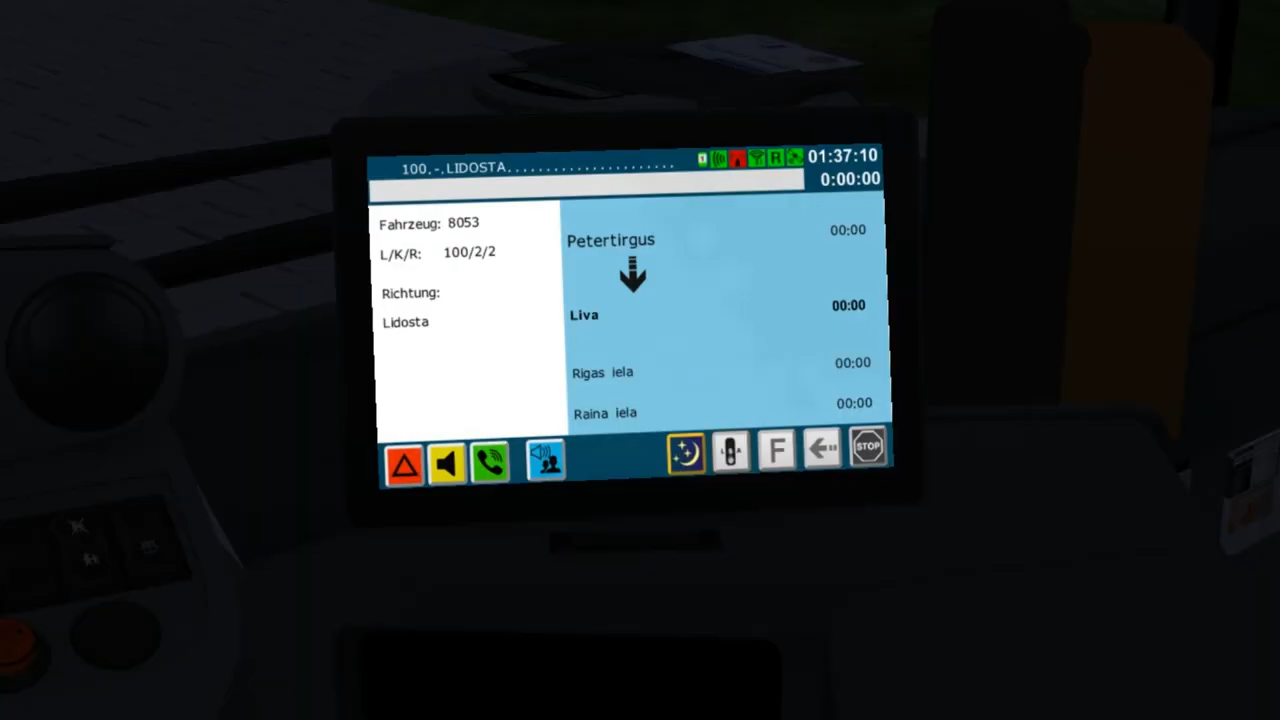 100.-.LIDOSTA......................
R
01:37:10
0:00:00
Fahrzeug: 8053
L/K/R: 100/2/2
Richtung:
Lidosta
Petertirgus 00:00
Liva 00:00
Rigas iela 00:00
Raina iela 00:00
L A F STOP